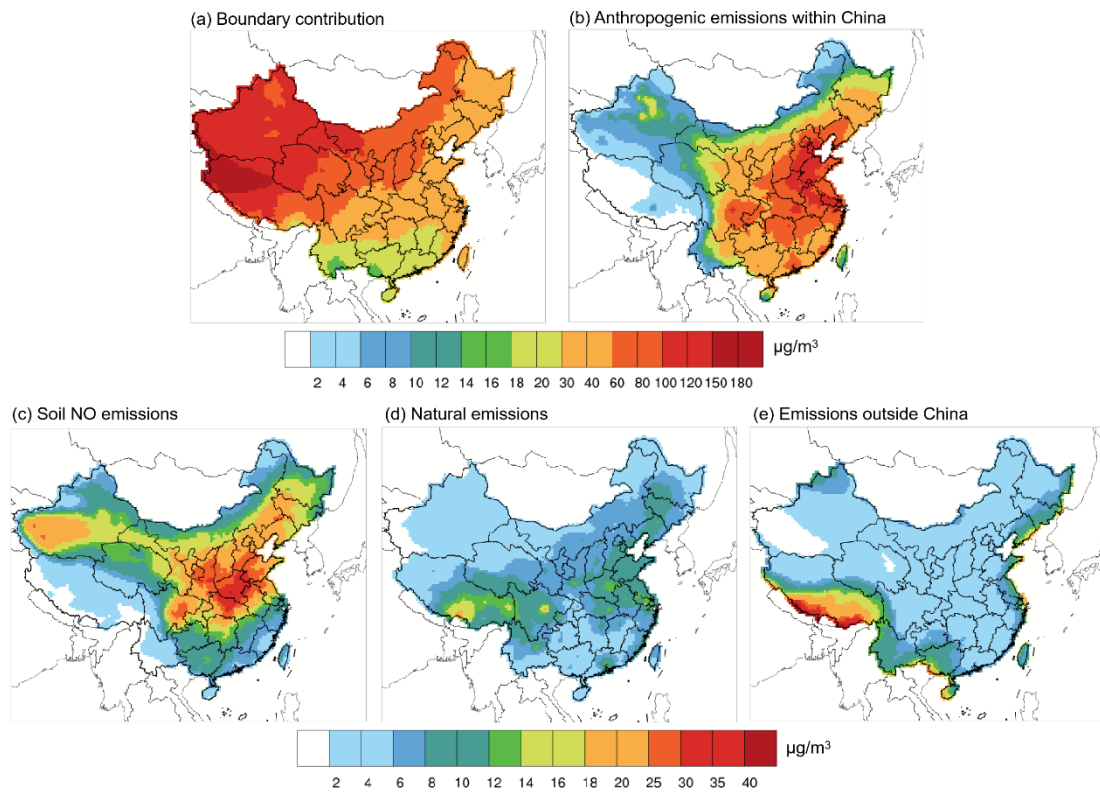 (a) Boundary contribution
(b) Anthropogenic emissions within China
2 4 6 8 10 12 14 16 18 20 30 40 60 100 120 150 180
µg/m³
(c) Soil NO emissions
(d) Natural emissions
(e) Emissions outside China
2 4 6 8 10 12 14 16 18 20 25 30 35 40
µg/m³